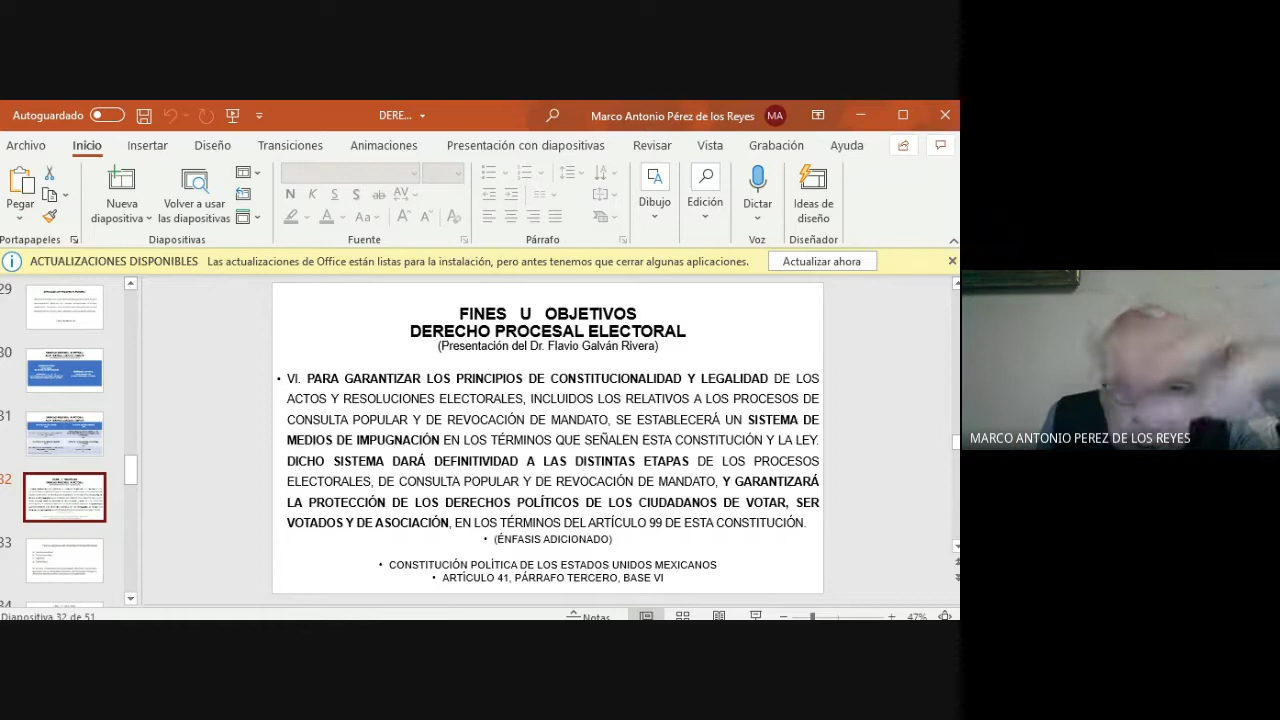 Autoguardado
DERE...
Marco Antonio Pérez de los Reyes
MA
Archivo Inicio Insertar Diseño Transiciones Animaciones Presentación con diapositivas Revisar Vista Grabación Ayuda
Pegar
Nueva diapositiva
Volver a usar las diapositivas
N K S S ab AV
Aa A A
Dibujo
Edición
Dictar
Ideas de diseño
Portapapeles Diapositivas Fuente Párrafo Voz Diseñador
ACTUALIZACIONES DISPONIBLES Las actualizaciones de Office están listas para la instalación, pero antes tenemos que cerrar algunas aplicaciones. Actualizar ahora
29
30
31
32
33
34
FINES U OBJETIVOS
DERECHO PROCESAL ELECTORAL
(Presentación del Dr. Flavio Galván Rivera)
• VI. PARA GARANTIZAR LOS PRINCIPIOS DE CONSTITUCIONALIDAD Y LEGALIDAD DE LOS
ACTOS Y RESOLUCIONES ELECTORALES, INCLUIDOS LOS RELATIVOS A LOS PROCESOS DE
CONSULTA POPULAR Y DE REVOCACIÓN DE MANDATO, SE ESTABLECERÁ UN SISTEMA DE
MEDIOS DE IMPUGNACIÓN EN LOS TÉRMINOS QUE SEÑALEN ESTA CONSTITUCIÓN Y LA LEY.
DICHO SISTEMA DARÁ DEFINITIVIDAD A LAS DISTINTAS ETAPAS DE LOS PROCESOS
ELECTORALES, DE CONSULTA POPULAR Y DE REVOCACIÓN DE MANDATO, Y GARANTIZARÁ
LA PROTECCIÓN DE LOS DERECHOS POLÍTICOS DE LOS CIUDADANOS DE VOTAR, SER
VOTADOS Y DE ASOCIACIÓN, EN LOS TÉRMINOS DEL ARTÍCULO 99 DE ESTA CONSTITUCIÓN.
• (ÉNFASIS ADICIONADO)
• CONSTITUCIÓN POLÍTICA DE LOS ESTADOS UNIDOS MEXICANOS
• ARTÍCULO 41, PÁRRAFO TERCERO, BASE VI
Diapositiva 32 de 51
Notas
47%
MARCO ANTONIO PEREZ DE LOS REYES